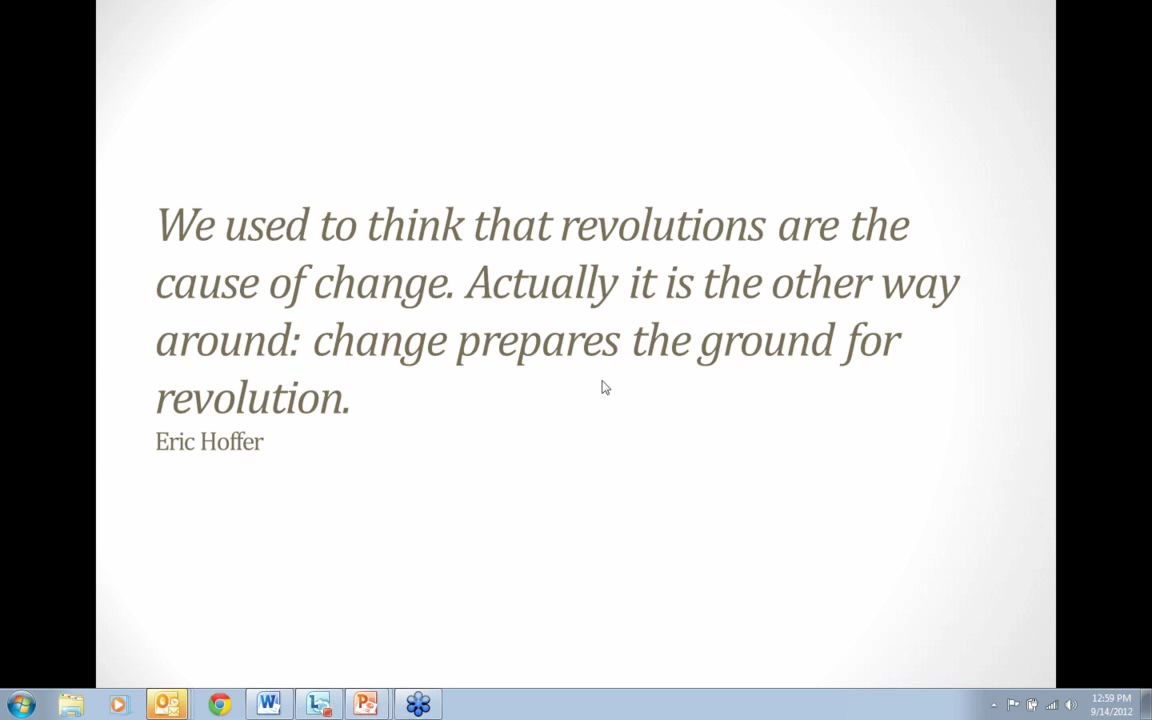 We used to think that revolutions are the
cause of change. Actually it is the other way
around: change prepares the ground for
revolution.
Eric Hoffer
12:59 PM
9/14/2012